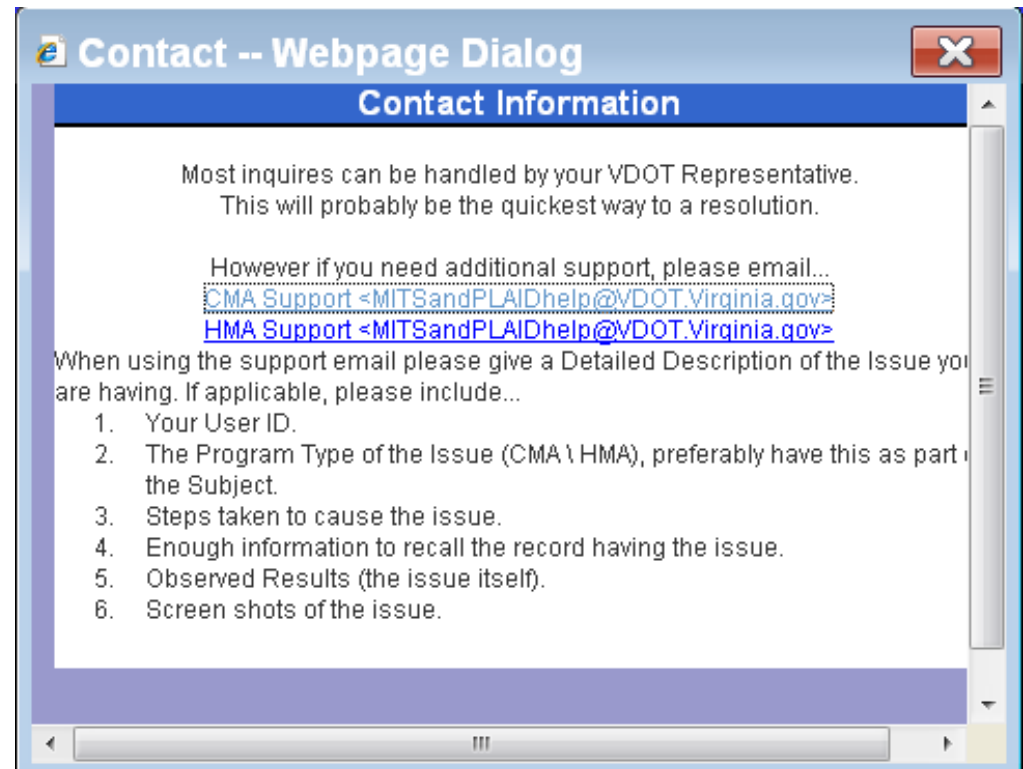 Contact -- Webpage Dialog
Contact Information
Most inquires can be handled by your VDOT Representative.
This will probably be the quickest way to a resolution.
However if you need additional support, please email...
CMA Support <MITSandPLAIDhelp@VDOT.Virginia.gov>
HMA Support <MITSandPLAIDhelp@VDOT.Virginia.gov>
When using the support email please give a Detailed Description of the Issue you
are having. If applicable, please include...
1. Your User ID.
2. The Program Type of the Issue (CMA \ HMA), preferably have this as part
the Subject.
3. Steps taken to cause the issue.
4. Enough information to recall the record having the issue.
5. Observed Results (the issue itself).
6. Screen shots of the issue.